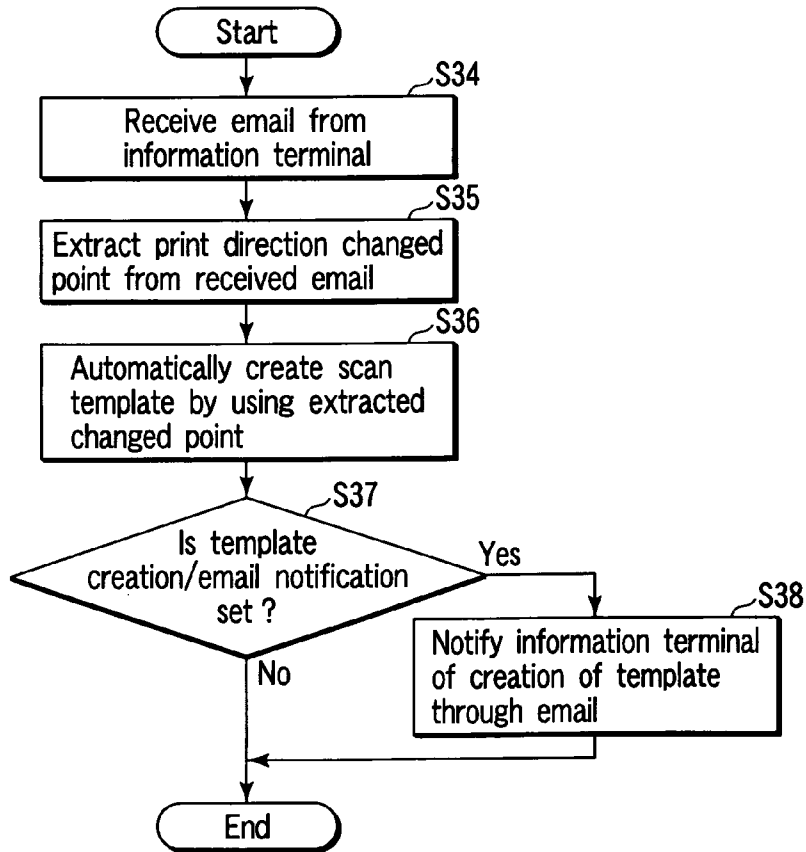 Start
S34
Receive email from
information terminal
S35
Extract print direction changed
point from received email
S36
Automatically create scan
template by using extracted
changed point
S37
Is template
creation/email notification
set ?
Yes
No
S38
Notify information terminal
of creation of template
through email
End